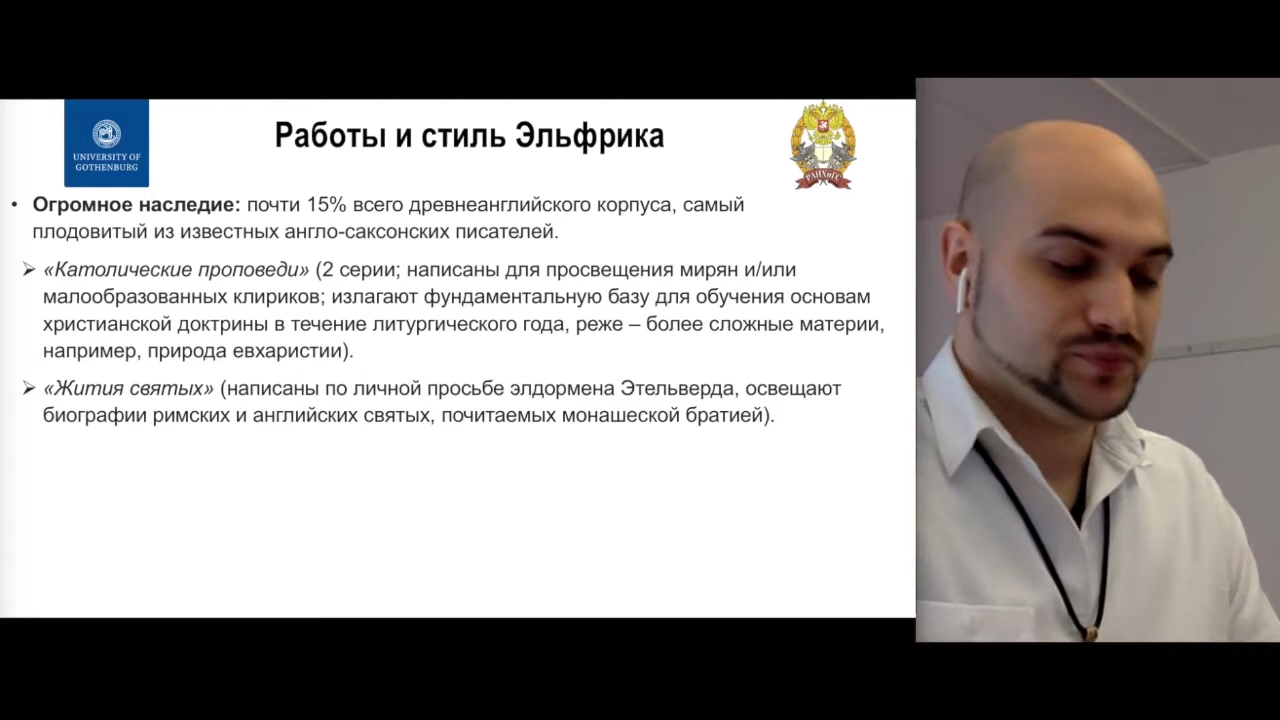 UNIVERSITY OF
GOTHENBURG
Работы и стиль Эльфрика
РАНХиГС
• Огромное наследие: почти 15% всего древнеанглийского корпуса, самый
плодовитый из известных англо-саксонских писателей.
➢ «Католические проповеди» (2 серии; написаны для просвещения мирян и/или
малообразованных клириков; излагают фундаментальную базу для обучения основам
христианской доктрины в течение литургического года, реже – более сложные материи,
например, природа евхаристии).
➢ «Жития святых» (написаны по личной просьбе элдормена Этельверда, освещают
биографии римских и английских святых, почитаемых монашеской братией).